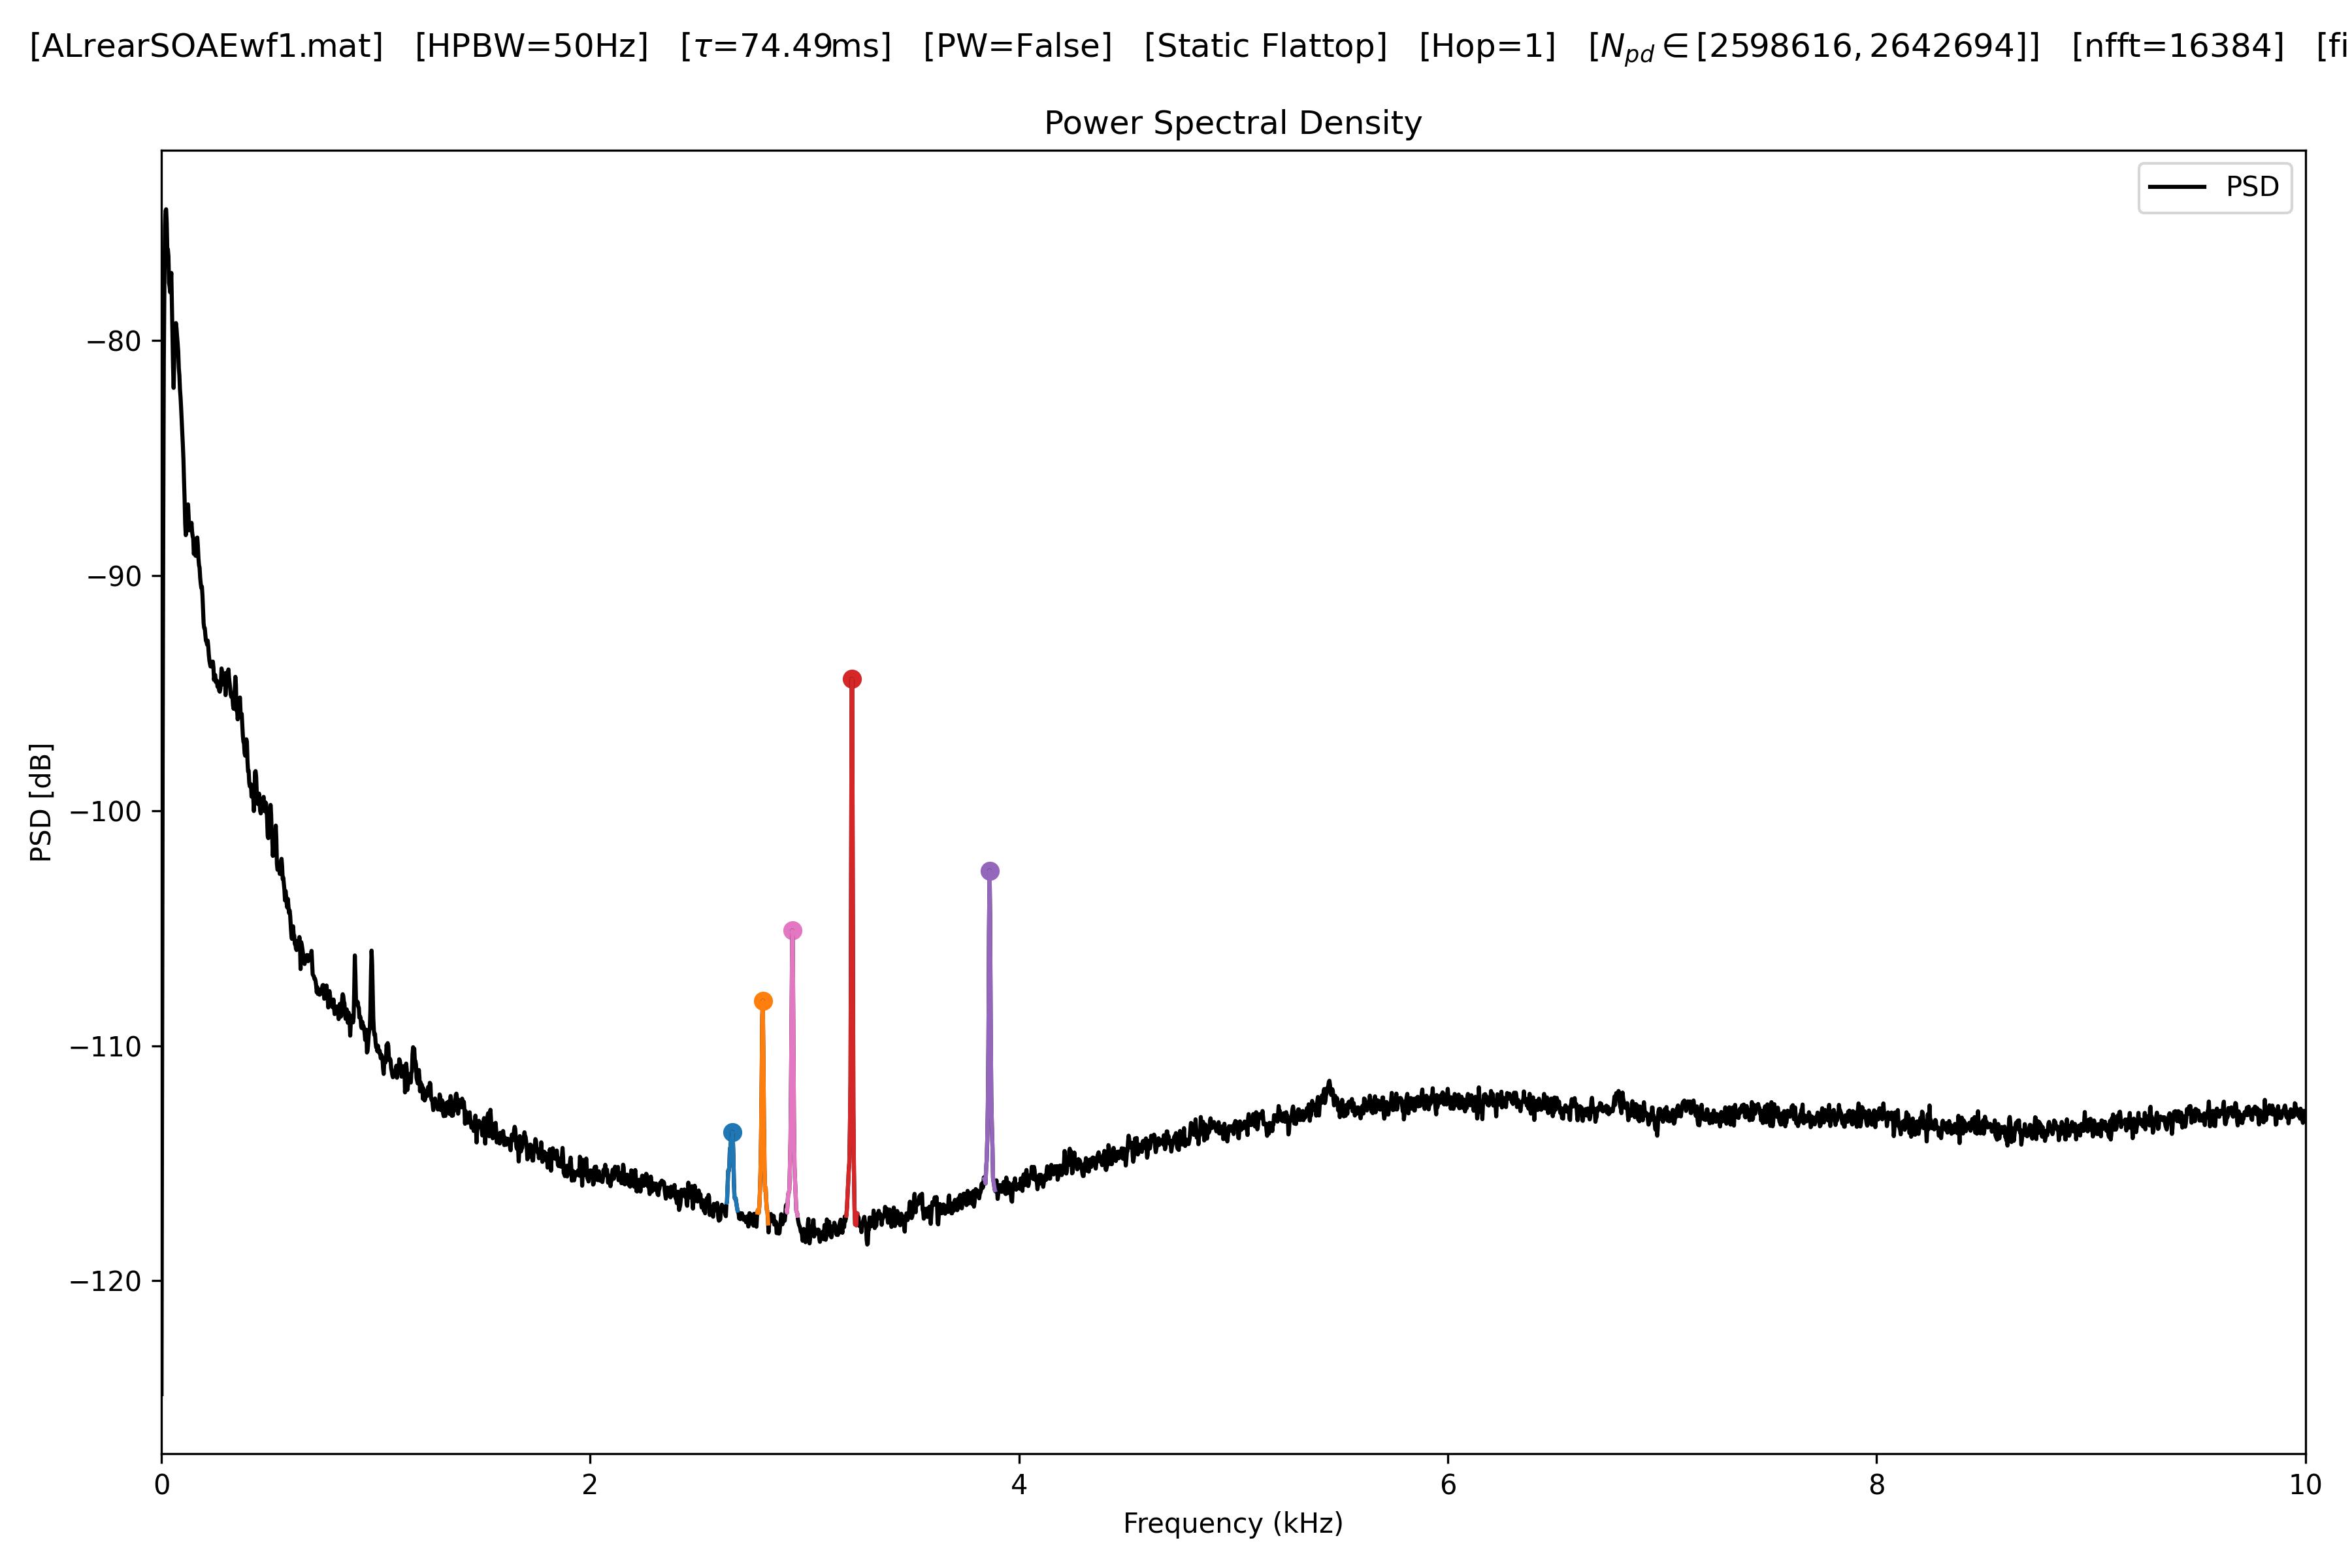 [ALrearSOAEwf1.mat] [HPBW=50Hz] [τ=74.49ms] [PW=False] [Static Flattop] [Hop=1] [N_pd ∈ [2598616, 2642694]] [nfft=16384] [fi
Power Spectral Density
PSD
−80
−90
−100
−110
−120
PSD [dB]
0 2 4 6 8 10
Frequency (kHz)